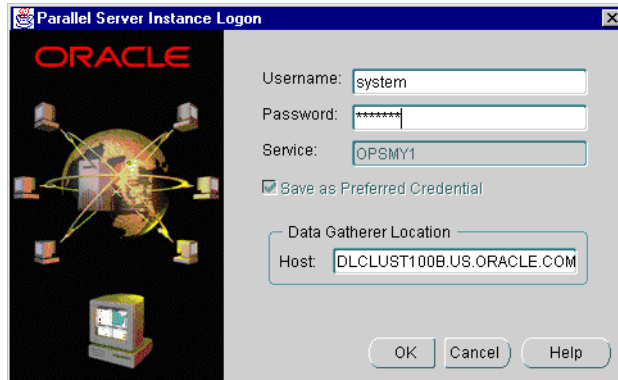 Parallel Server Instance Logon
ORACLE
Username: system
Password: *******
Service: OPSMY1
Save as Preferred Credential
Data Gatherer Location
Host: DLCLUST100B.US.ORACLE.COM
OK Cancel Help